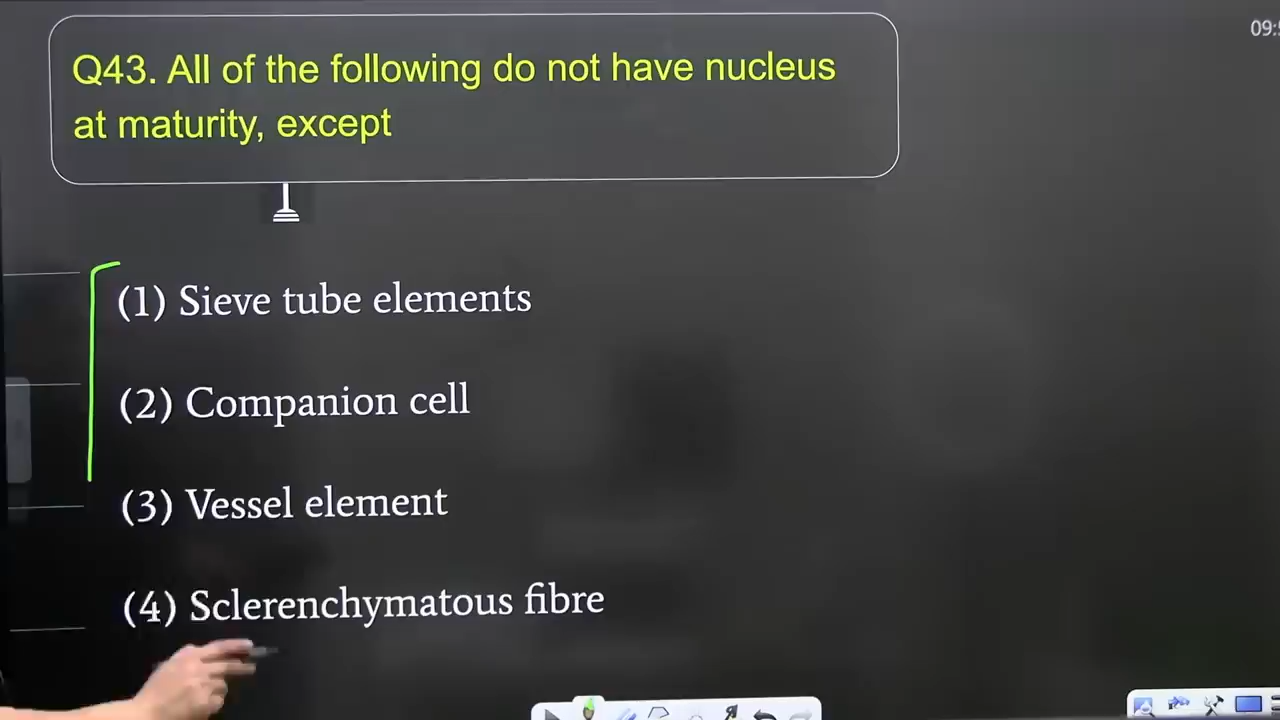 09:
Q43. All of the following do not have nucleus
at maturity, except
(1) Sieve tube elements
(2) Companion cell
(3) Vessel element
(4) Sclerenchymatous fibre